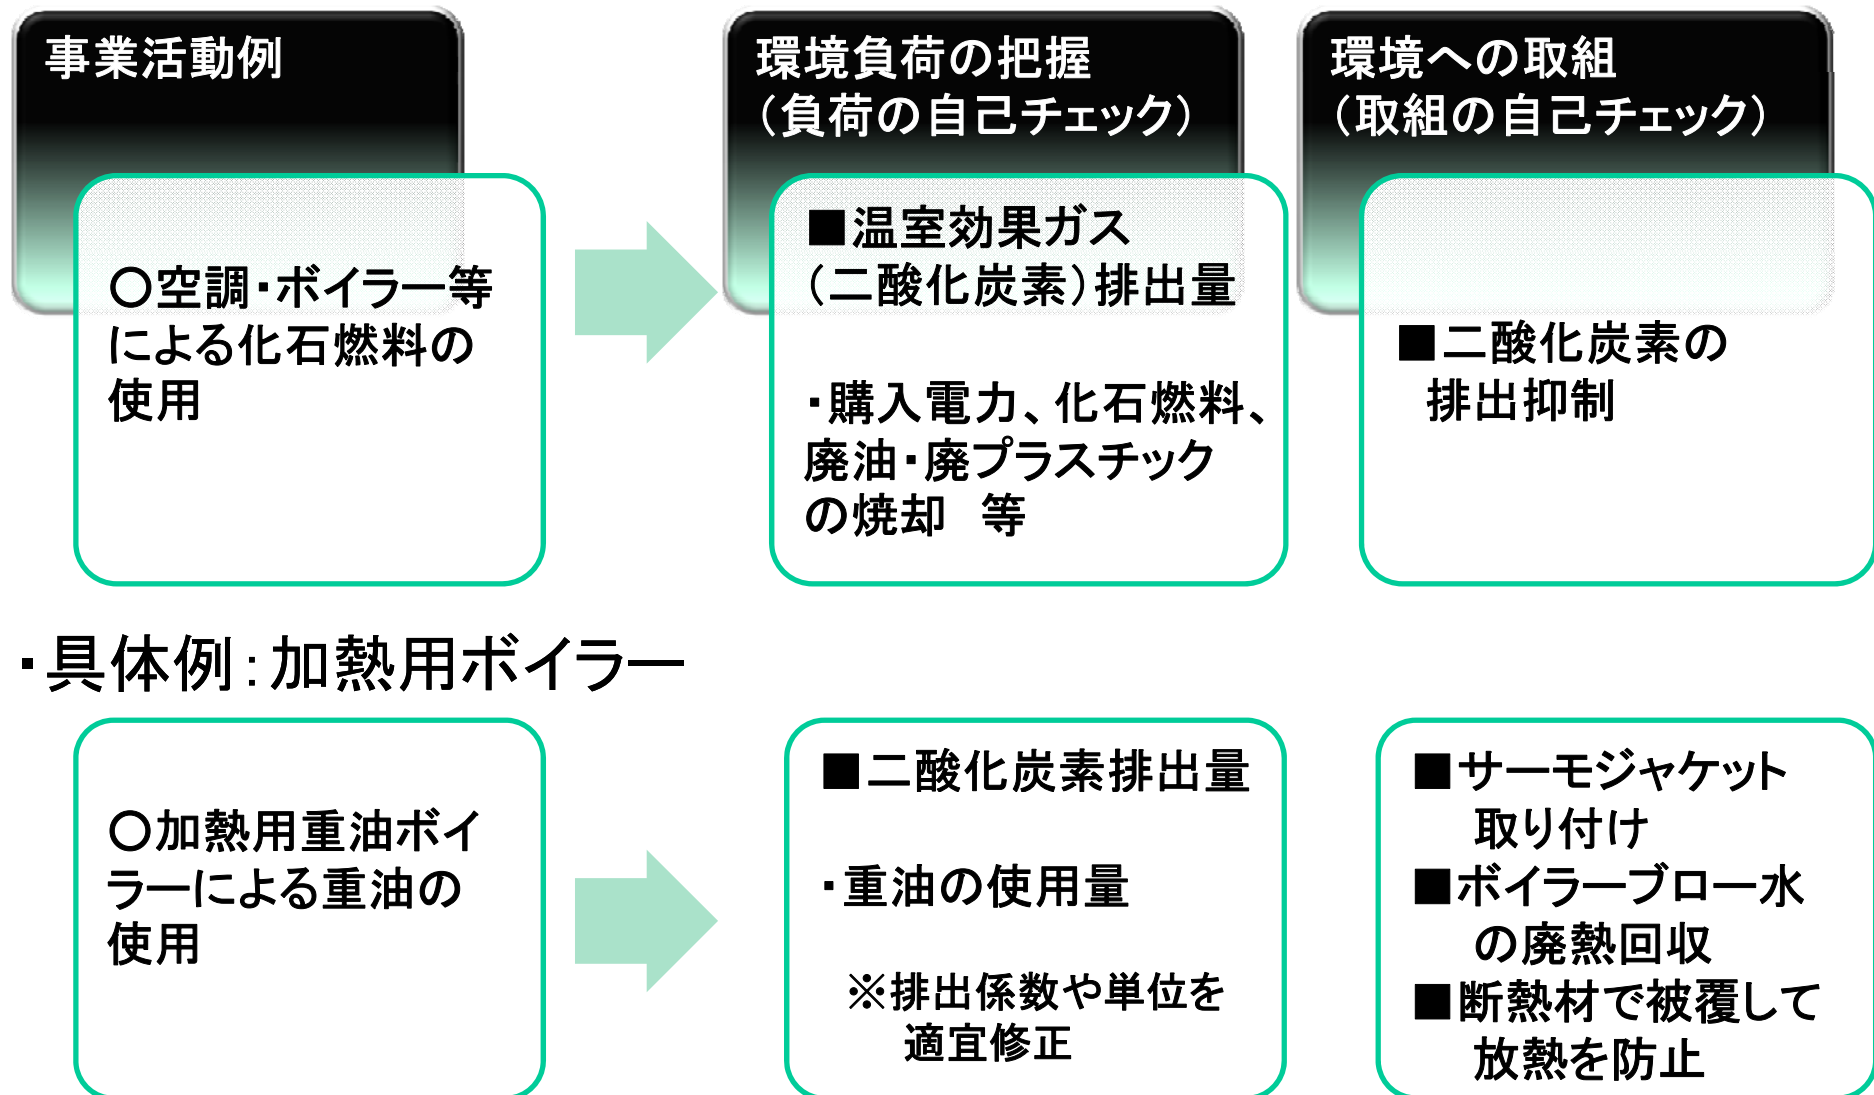 事業活動例
環境負荷の把握
（負荷の自己チェック）
環境への取組
（取組の自己チェック）
○空調・ボイラー等
による化石燃料の
使用
■温室効果ガス
（二酸化炭素）排出量
・購入電力、化石燃料、
廃油・廃プラスチック
の焼却　等
■二酸化炭素の
排出抑制
・具体例：加熱用ボイラー
○加熱用重油ボイ
ラーによる重油の
使用
■二酸化炭素排出量
・重油の使用量
※排出係数や単位を
適宜修正
■サーモジャケット
取り付け
■ボイラーブロー水
の廃熱回収
■断熱材で被覆して
放熱を防止